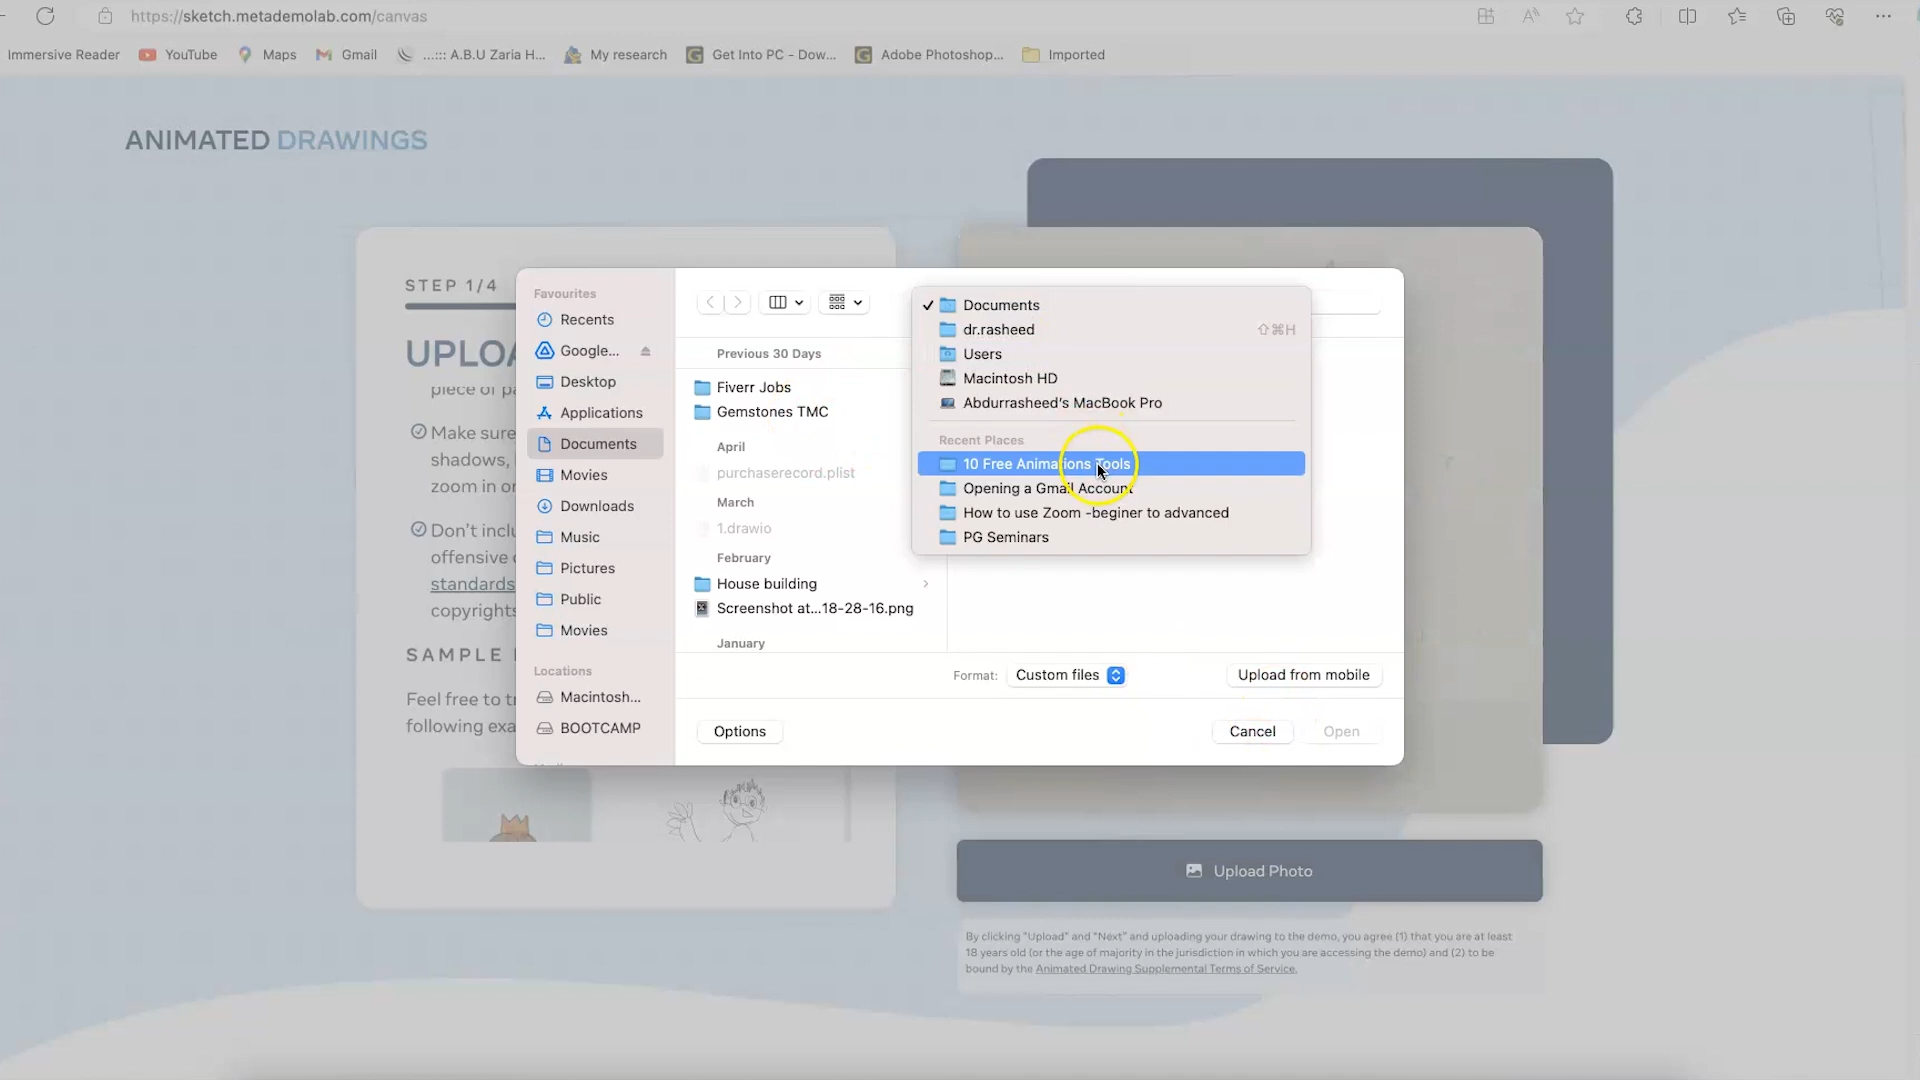 https://sketch.metademolab.com/canvas
Immersive Reader
YouTube
Maps
Gmail
...::: A.B.U Zaria H...
My research
Get Into PC - Dow...
Adobe Photoshop...
Imported
ANIMATED DRAWINGS
STEP 1/4
UPLOA
piece of pa
Make sure
shadows,
zoom in or
Don't inclu
offensive c
standards
copyrights
SAMPLE
Feel free to tr
following exa
Favourites
Recents
Google...
Desktop
Applications
Documents
Movies
Downloads
Music
Pictures
Public
Movies
Locations
Macintosh...
BOOTCAMP
Previous 30 Days
Fiverr Jobs
Gemstones TMC
April
purchaserecord.plist
March
1.drawio
February
House building
Screenshot at...18-28-16.png
January
Documents
dr.rasheed ⇧⌘H
Users
Macintosh HD
Abdurrasheed's MacBook Pro
Recent Places
10 Free Animations Tools
Opening a Gmail Account
How to use Zoom -beginer to advanced
PG Seminars
Format: Custom files
Upload from mobile
Options
Cancel
Open
Upload Photo
By clicking "Upload" and "Next" and uploading your drawing to the demo, you agree (1) that you are at least
18 years old (or the age of majority in the jurisdiction in which you are accessing the demo) and (2) to be
bound by the Animated Drawing Supplemental Terms of Service.